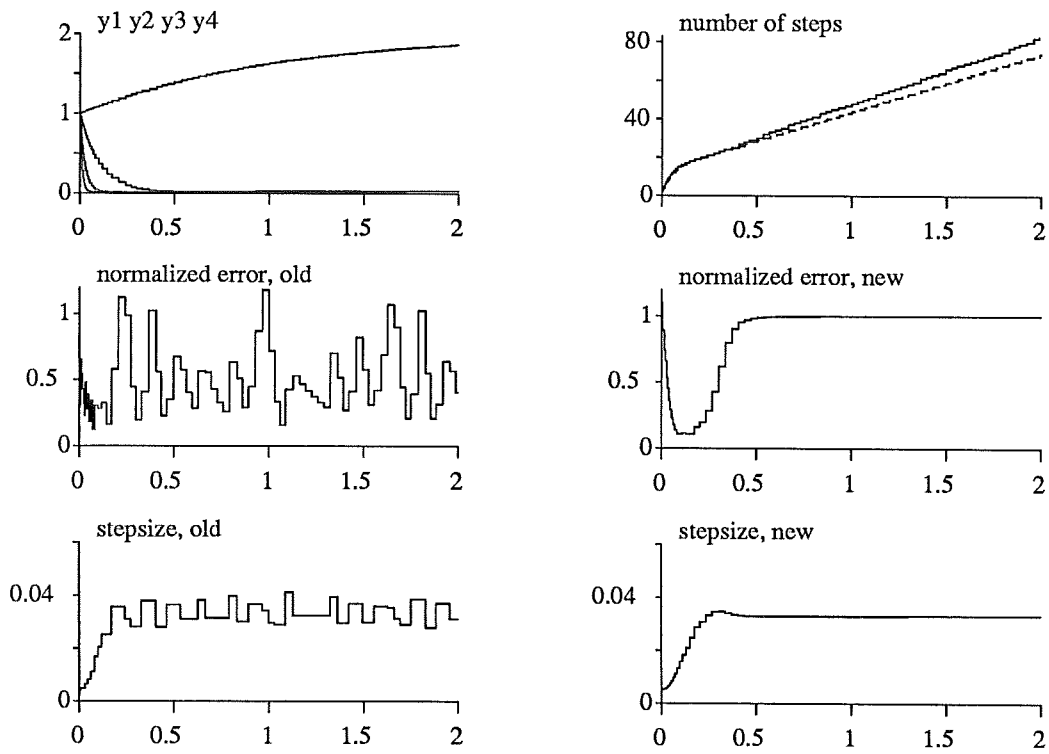 y1 y2 y3 y4
2
1
0
0 0.5 1 1.5 2
number of steps
80
40
0
0 0.5 1 1.5 2
normalized error, old
1
0.5
0
0 0.5 1 1.5 2
normalized error, new
1
0.5
0
0 0.5 1 1.5 2
stepsize, old
0.04
0
0 0.5 1 1.5 2
stepsize, new
0.04
0
0 0.5 1 1.5 2